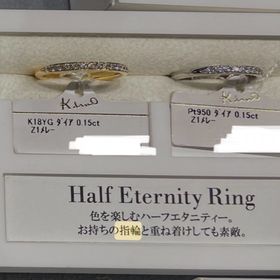 K18YG ダイア 0.15ct
Z1メレー
Pt950 ダイア 0.15ct
Z1メレー
Half Eternity Ring
色を楽しむハーフエタニティー。
お持ちの指輪と重ね着けしても素敵。